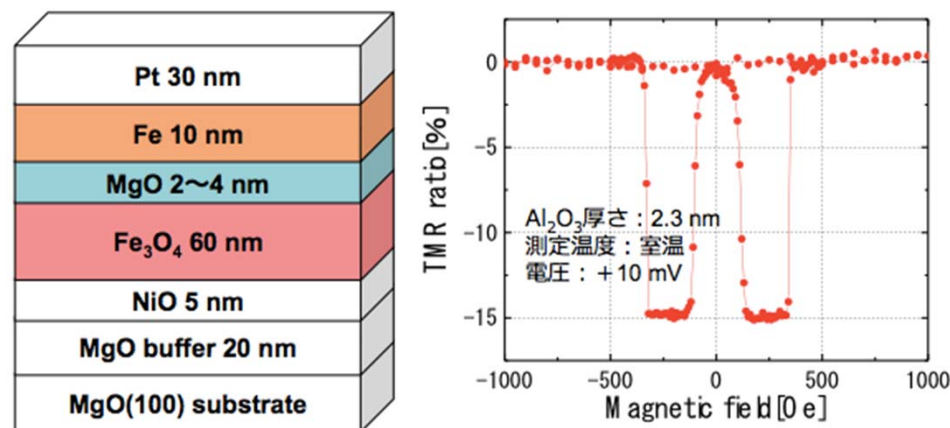 Pt 30 nm
Fe 10 nm
MgO 2～4 nm
Fe₃O₄ 60 nm
NiO 5 nm
MgO buffer 20 nm
MgO(100) substrate
TMR ratio[%]
0
−5
−10
−15
Al₂O₃厚さ：2.3 nm
測定温度：室温
電圧：＋10 mV
−1000
−500
0
500
1000
Magnetic field[Oe]